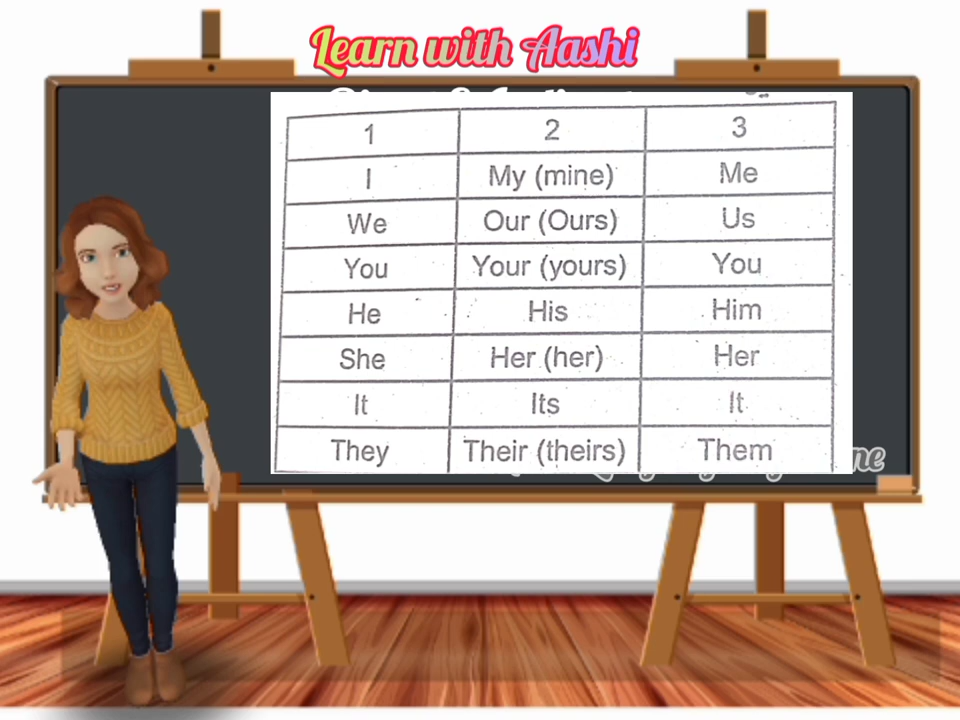 Learn with Aashi
1 2 3
I My (mine) Me
We Our (Ours) Us
You Your (yours) You
He His Him
She Her (her) Her
It Its It
They Their (theirs) Them